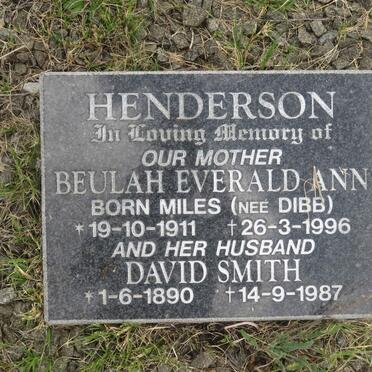 HENDERSON
In Loving Memory of
OUR MOTHER
BEULAH EVERALD ANN
BORN MILES (NEE DIBB)
*19-10-1911 †26-3-1996
AND HER HUSBAND
DAVID SMITH
*1-6-1890 †14-9-1987